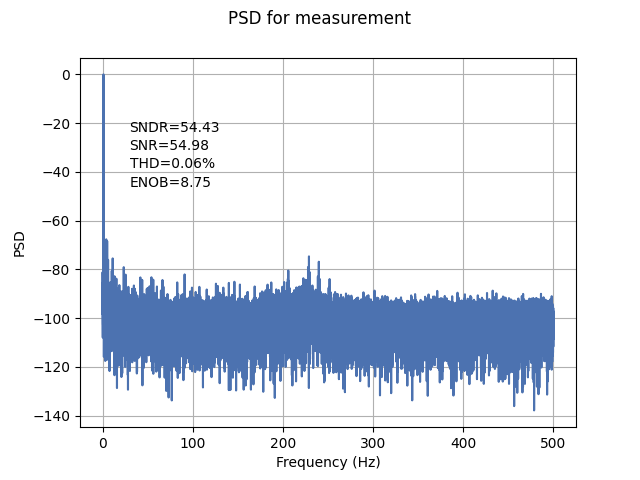 PSD for measurement
0
−20
−40
−60
−80
−100
−120
−140
PSD
SNDR=54.43
SNR=54.98
THD=0.06%
ENOB=8.75
0 100 200 300 400 500
Frequency (Hz)